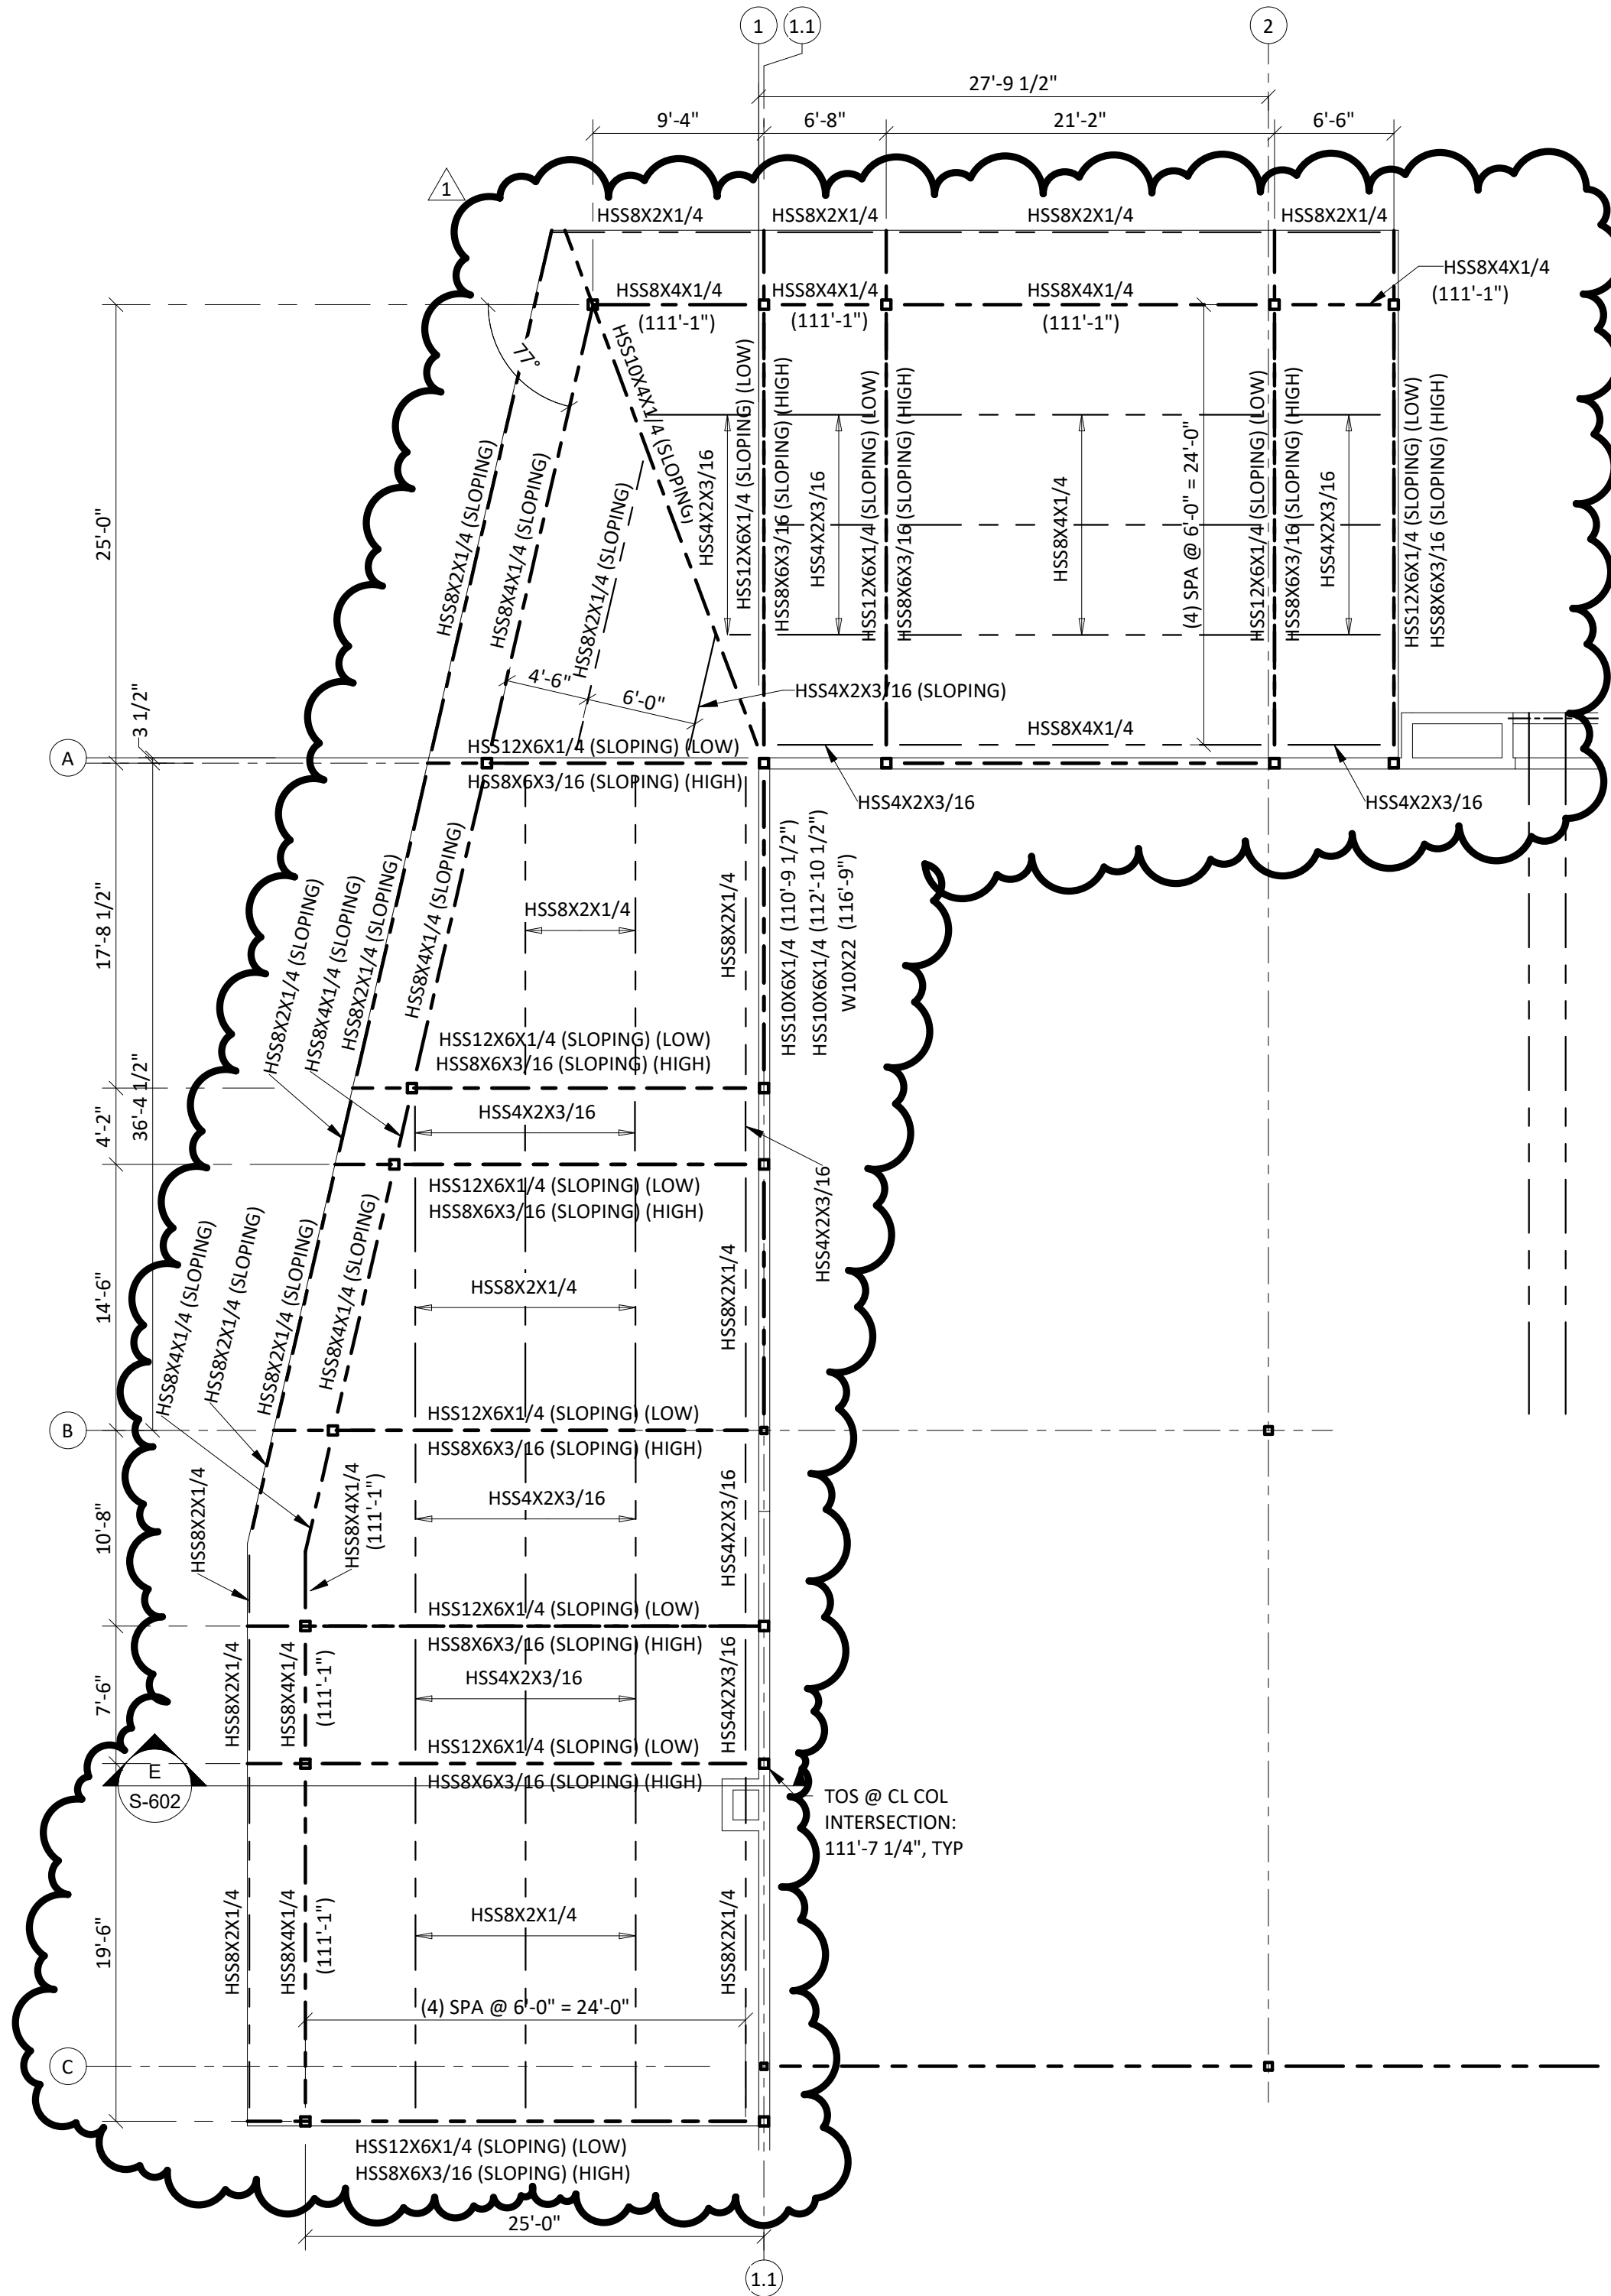 1
1.1
2
27'-9 1/2"
9'-4"
6'-8"
21'-2"
6'-6"
1
HSS8X2X1/4
HSS8X2X1/4
HSS8X2X1/4
HSS8X2X1/4
HSS8X4X1/4
(111'-1")
HSS8X4X1/4
(111'-1")
HSS8X4X1/4
(111'-1")
HSS8X4X1/4
(111'-1")
77°
25'-0"
HSS8X2X1/4 (SLOPING)
HSS8X4X1/4 (SLOPING)
HSS8X2X1/4 (SLOPING)
HSS10X4X1/4 (SLOPING)
HSS4X2X3/16
HSS12X6X1/4 (SLOPING) (LOW)
HSS8X6X3/16 (SLOPING) (HIGH)
HSS4X2X3/16
HSS12X6X1/4 (SLOPING) (LOW)
HSS8X6X3/16 (SLOPING) (HIGH)
HSS8X4X1/4
(4) SPA @ 6'-0" = 24'-0"
HSS12X6X1/4 (SLOPING) (LOW)
HSS8X6X3/16 (SLOPING) (HIGH)
HSS4X2X3/16
HSS12X6X1/4 (SLOPING) (LOW)
HSS8X6X3/16 (SLOPING) (HIGH)
4'-6"
6'-0"
HSS4X2X3/16 (SLOPING)
3 1/2"
A
HSS12X6X1/4 (SLOPING) (LOW)
HSS8X6X3/16 (SLOPING) (HIGH)
HSS8X4X1/4
HSS4X2X3/16
HSS4X2X3/16
17'-8 1/2"
36'-4 1/2"
HSS8X2X1/4 (SLOPING)
HSS8X4X1/4 (SLOPING)
HSS8X2X1/4 (SLOPING)
HSS8X4X1/4 (SLOPING)
HSS8X2X1/4
HSS8X2X1/4
HSS10X6X1/4 (110'-9 1/2")
HSS10X6X1/4 (112'-10 1/2")
W10X22 (116'-9")
HSS12X6X1/4 (SLOPING) (LOW)
HSS8X6X3/16 (SLOPING) (HIGH)
4'-2"
HSS4X2X3/16
HSS4X2X3/16
HSS12X6X1/4 (SLOPING) (LOW)
HSS8X6X3/16 (SLOPING) (HIGH)
14'-6"
HSS8X4X1/4 (SLOPING)
HSS8X2X1/4 (SLOPING)
HSS8X2X1/4 (SLOPING)
HSS8X4X1/4 (SLOPING)
HSS8X2X1/4
HSS8X2X1/4
B
HSS12X6X1/4 (SLOPING) (LOW)
HSS8X6X3/16 (SLOPING) (HIGH)
10'-8"
HSS8X2X1/4
HSS8X4X1/4
(111'-1")
HSS4X2X3/16
HSS4X2X3/16
HSS12X6X1/4 (SLOPING) (LOW)
HSS8X6X3/16 (SLOPING) (HIGH)
7'-6"
HSS8X2X1/4
HSS8X4X1/4
(111'-1")
HSS4X2X3/16
HSS4X2X3/16
HSS12X6X1/4 (SLOPING) (LOW)
HSS8X6X3/16 (SLOPING) (HIGH)
E
S-602
TOS @ CL COL
INTERSECTION:
111'-7 1/4", TYP
19'-6"
HSS8X2X1/4
HSS8X4X1/4
(111'-1")
HSS8X2X1/4
HSS8X2X1/4
(4) SPA @ 6'-0" = 24'-0"
C
HSS12X6X1/4 (SLOPING) (LOW)
HSS8X6X3/16 (SLOPING) (HIGH)
25'-0"
1.1